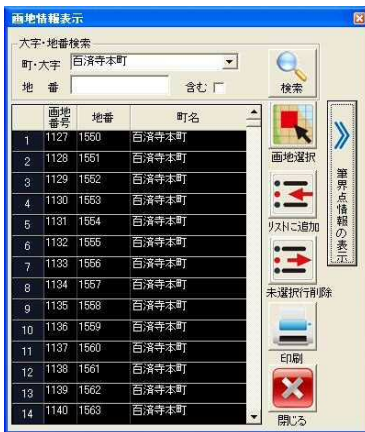 画地情報表示
大字・地番検索
町・大字 百済寺本町
地 番 含む
検索
画地番号 地番 町名
1 1127 1550 百済寺本町
2 1128 1551 百済寺本町
3 1129 1552 百済寺本町
4 1130 1553 百済寺本町
5 1131 1554 百済寺本町
6 1132 1555 百済寺本町
7 1133 1556 百済寺本町
8 1134 1557 百済寺本町
9 1135 1558 百済寺本町
10 1136 1559 百済寺本町
11 1137 1560 百済寺本町
12 1138 1561 百済寺本町
13 1139 1562 百済寺本町
14 1140 1563 百済寺本町
画地選択
リストに追加
未選択行削除
印刷
閉じる
筆界点情報の表示